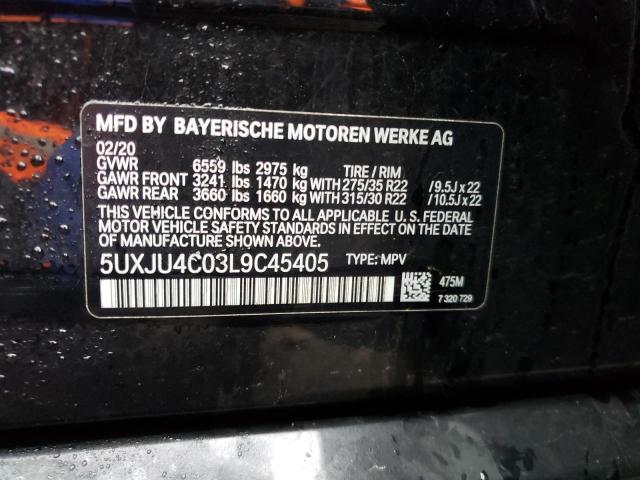 MFD BY BAYERISCHE MOTOREN WERKE AG
02/20
GVWR 6559 lbs 2975 kg TIRE / RIM
GAWR FRONT 3241 lbs 1470 kg WITH 275/35 R22 / 9.5J x 22
GAWR REAR 3660 lbs 1660 kg WITH 315/30 R22 / 10.5J x 22
THIS VEHICLE CONFORMS TO ALL APPLICABLE U. S. FEDERAL
MOTOR VEHICLE SAFETY STANDARDS IN EFFECT ON THE DATE
OF MANUFACTURE SHOWN ABOVE.
5UXJU4C03L9C45405 TYPE: MPV
475M
7 320 729